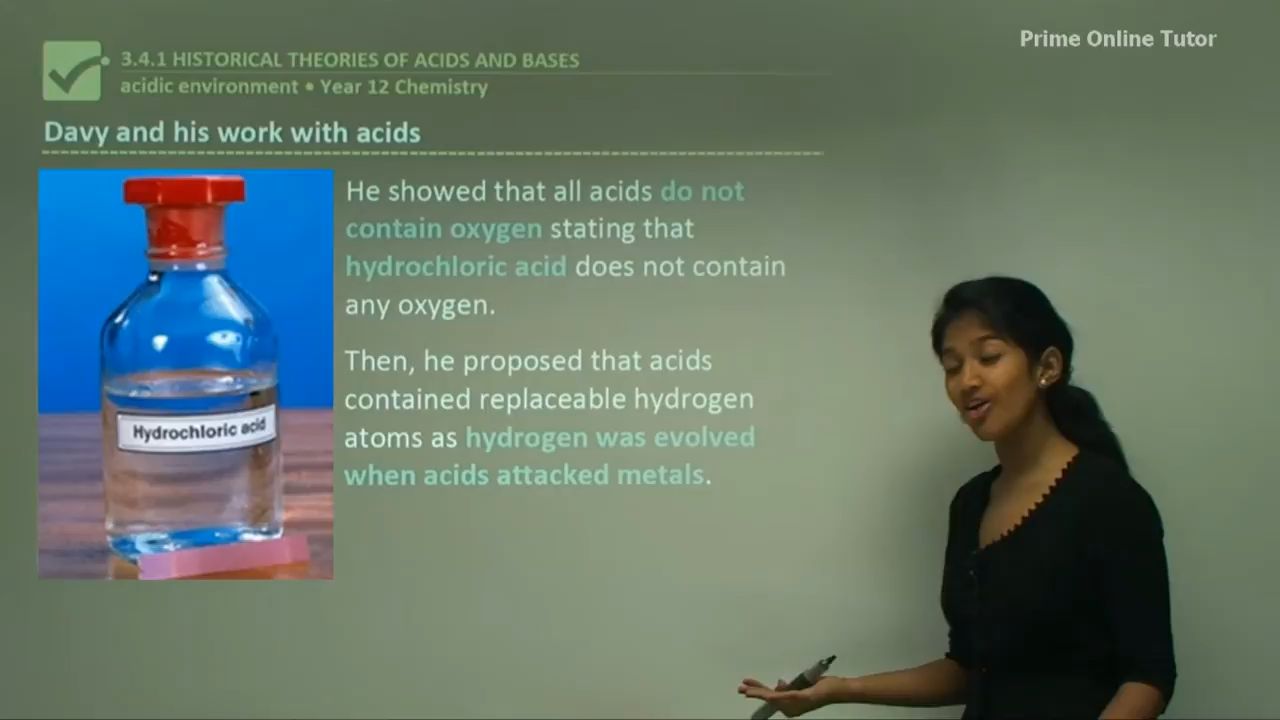 Prime Online Tutor
3.4.1 HISTORICAL THEORIES OF ACIDS AND BASES
acidic environment • Year 12 Chemistry
Davy and his work with acids
He showed that all acids do not
contain oxygen stating that
hydrochloric acid does not contain
any oxygen.
Then, he proposed that acids
contained replaceable hydrogen
atoms as hydrogen was evolved
when acids attacked metals.
Hydrochloric acid